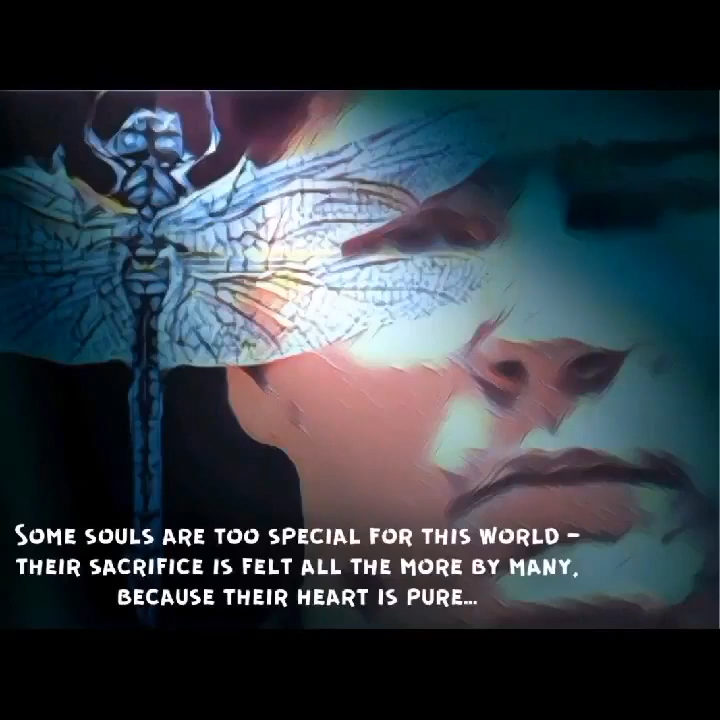 SOME SOULS ARE TOO SPECIAL FOR THIS WORLD –
THEIR SACRIFICE IS FELT ALL THE MORE BY MANY,
BECAUSE THEIR HEART IS PURE...